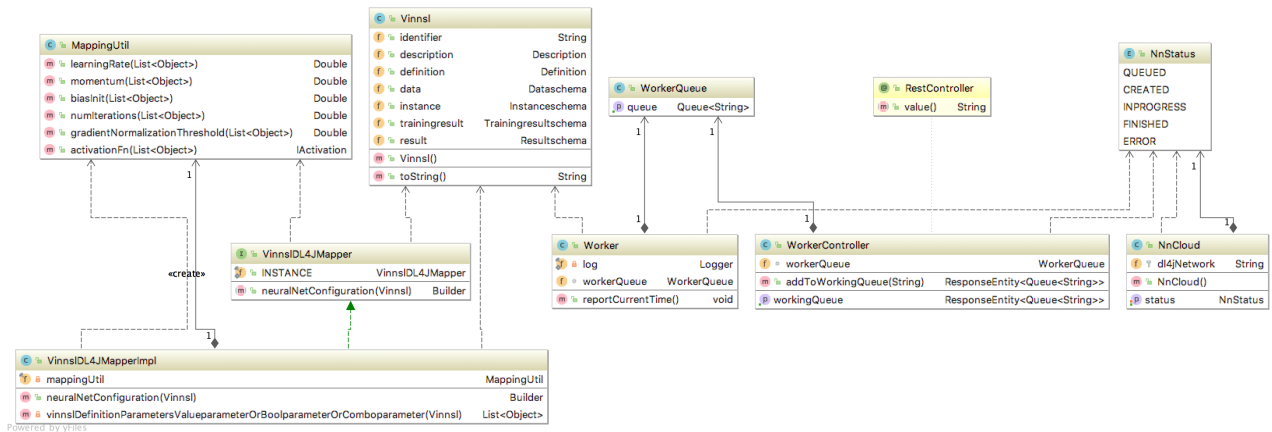 MappingUtil
learningRate(List<Object>) Double
momentum(List<Object>) Double
biasInit(List<Object>) Double
numIterations(List<Object>) Double
gradientNormalizationThreshold(List<Object>) Double
activationFn(List<Object>) IActivation
Vinnsl
identifier String
description Description
definition Definition
data Dataschema
instance Instanceschema
trainingresult Trainingresultschema
result Resultschema
Vinnsl()
toString() String
WorkerQueue
queue Queue<String>
RestController
value() String
NnStatus
QUEUED
CREATED
INPROGRESS
FINISHED
ERROR
1
1
1
1
1
«create»
1
1
1
1
VinnslDL4JMapper
INSTANCE VinnslDL4JMapper
neuralNetConfiguration(Vinnsl) Builder
Worker
log Logger
workerQueue WorkerQueue
reportCurrentTime() void
WorkerController
workerQueue WorkerQueue
addToWorkingQueue(String) ResponseEntity<Queue<String>>
workingQueue ResponseEntity<Queue<String>>
NnCloud
dl4jNetwork String
NnCloud()
status NnStatus
VinnslDL4JMapperImpl
mappingUtil MappingUtil
neuralNetConfiguration(Vinnsl) Builder
vinnslDefinitionParametersValueparameterOrBoolparameterOrComboparameter(Vinnsl) List<Object>
Powered by yFiles